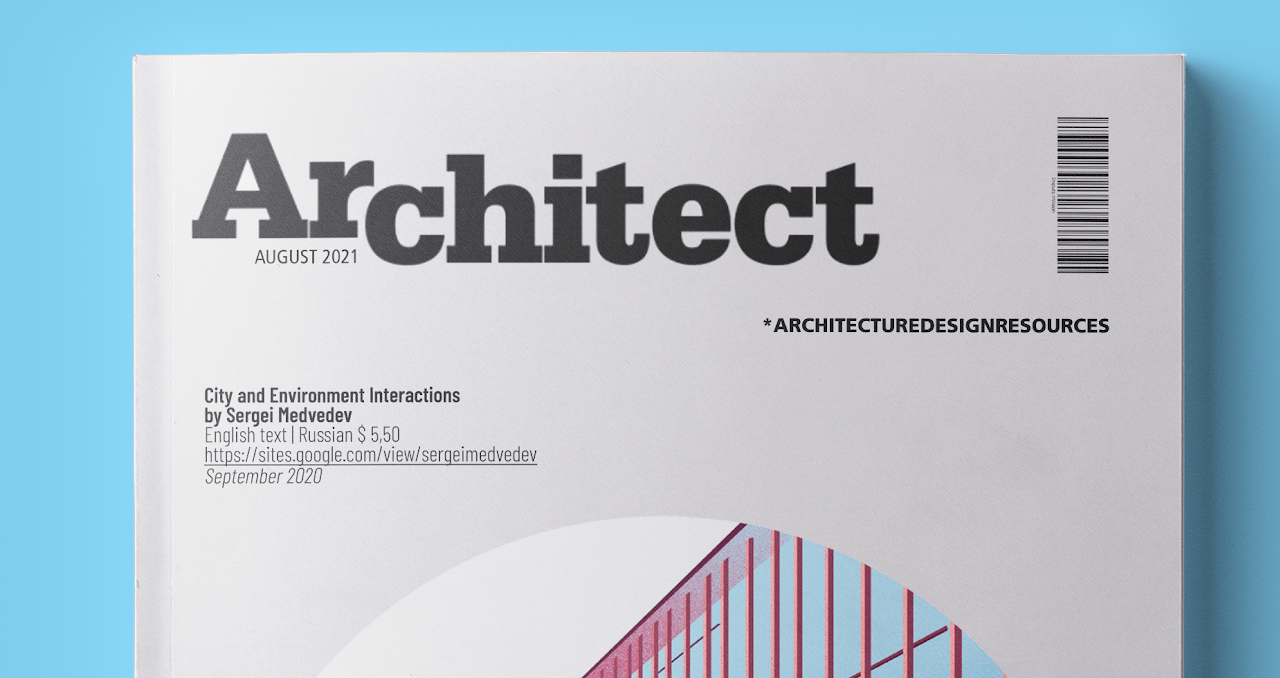 Architect
AUGUST 2021
*ARCHITECTUREDESIGNRESOURCES
City and Environment Interactions
by Sergei Medvedev
English text | Russian $ 5,50
https://sites.google.com/view/sergeimedvedev
September 2020